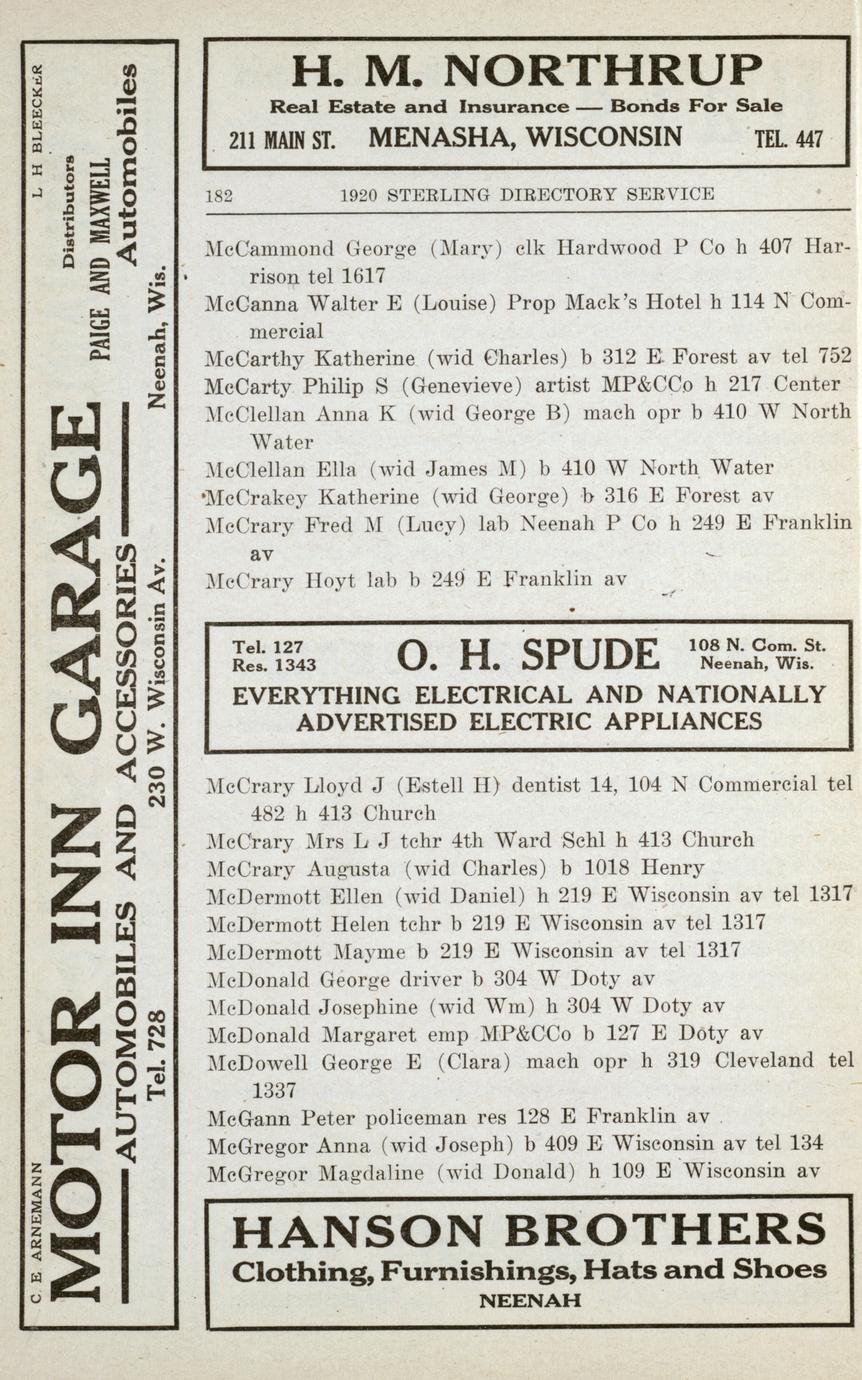 H. M. NORTHRUP
Real Estate and Insurance — Bonds For Sale
211 MAIN ST. MENASHA, WISCONSIN TEL. 447
182 1920 STERLING DIRECTORY SERVICE
McCammond George (Mary) clk Hardwood P Co h 407 Har-
rison tel 1617
McCanna Walter E (Louise) Prop Mack's Hotel h 114 N Com-
mercial
McCarthy Katherine (wid Charles) b 312 E Forest av tel 752
McCarty Philip S (Genevieve) artist MP&CCo h 217 Center
McClellan Anna K (wid George B) mach opr b 410 W North
Water
McClellan Ella (wid James M) b 410 W North Water
McCrakey Katherine (wid George) b 316 E Forest av
McCrary Fred M (Lucy) lab Neenah P Co h 249 E Franklin
av
McCrary Hoyt lab b 249 E Franklin av
Tel. 127
Res. 1343
O. H. SPUDE
108 N. Com. St.
Neenah, Wis.
EVERYTHING ELECTRICAL AND NATIONALLY
ADVERTISED ELECTRIC APPLIANCES
McCrary Lloyd J (Estell H) dentist 14, 104 N Commercial tel
482 h 413 Church
McCrary Mrs L J tchr 4th Ward Schl h 413 Church
McCrary Augusta (wid Charles) b 1018 Henry
McDermott Ellen (wid Daniel) h 219 E Wisconsin av tel 1317
McDermott Helen tchr b 219 E Wisconsin av tel 1317
McDermott Mayme b 219 E Wisconsin av tel 1317
McDonald George driver b 304 W Doty av
McDonald Josephine (wid Wm) h 304 W Doty av
McDonald Margaret emp MP&CCo b 127 E Doty av
McDowell George E (Clara) mach opr h 319 Cleveland tel
1337
McGann Peter policeman res 128 E Franklin av
McGregor Anna (wid Joseph) b 409 E Wisconsin av tel 134
McGregor Magdaline (wid Donald) h 109 E Wisconsin av
HANSON BROTHERS
Clothing, Furnishings, Hats and Shoes
NEENAH
C. E ARNEMANN L H BLEECKER
MOTOR INN GARAGE
Distributors
PAIGE AND MAXWELL
Automobiles
AUTOMOBILES AND ACCESSORIES
Tel. 728 230 W. Wisconsin Av. Neenah, Wis.